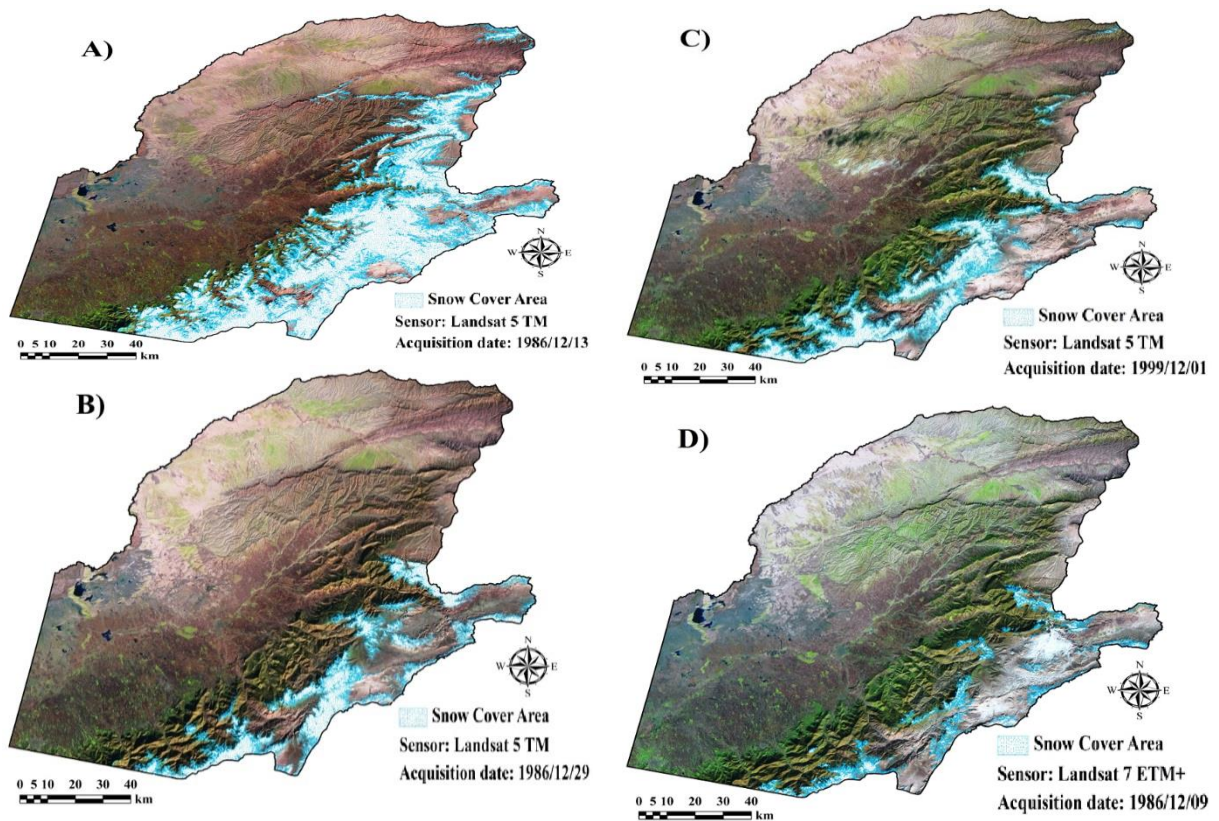 A)
N
W E
S
Snow Cover Area
Sensor: Landsat 5 TM
Acquisition date: 1986/12/13
0 5 10 20 30 40
km
B)
N
W E
S
Snow Cover Area
Sensor: Landsat 5 TM
Acquisition date: 1986/12/29
0 5 10 20 30 40
km
C)
N
W E
S
Snow Cover Area
Sensor: Landsat 5 TM
Acquisition date: 1999/12/01
0 5 10 20 30 40
km
D)
N
W E
S
Snow Cover Area
Sensor: Landsat 7 ETM+
Acquisition date: 1986/12/09
0 5 10 20 30 40
km